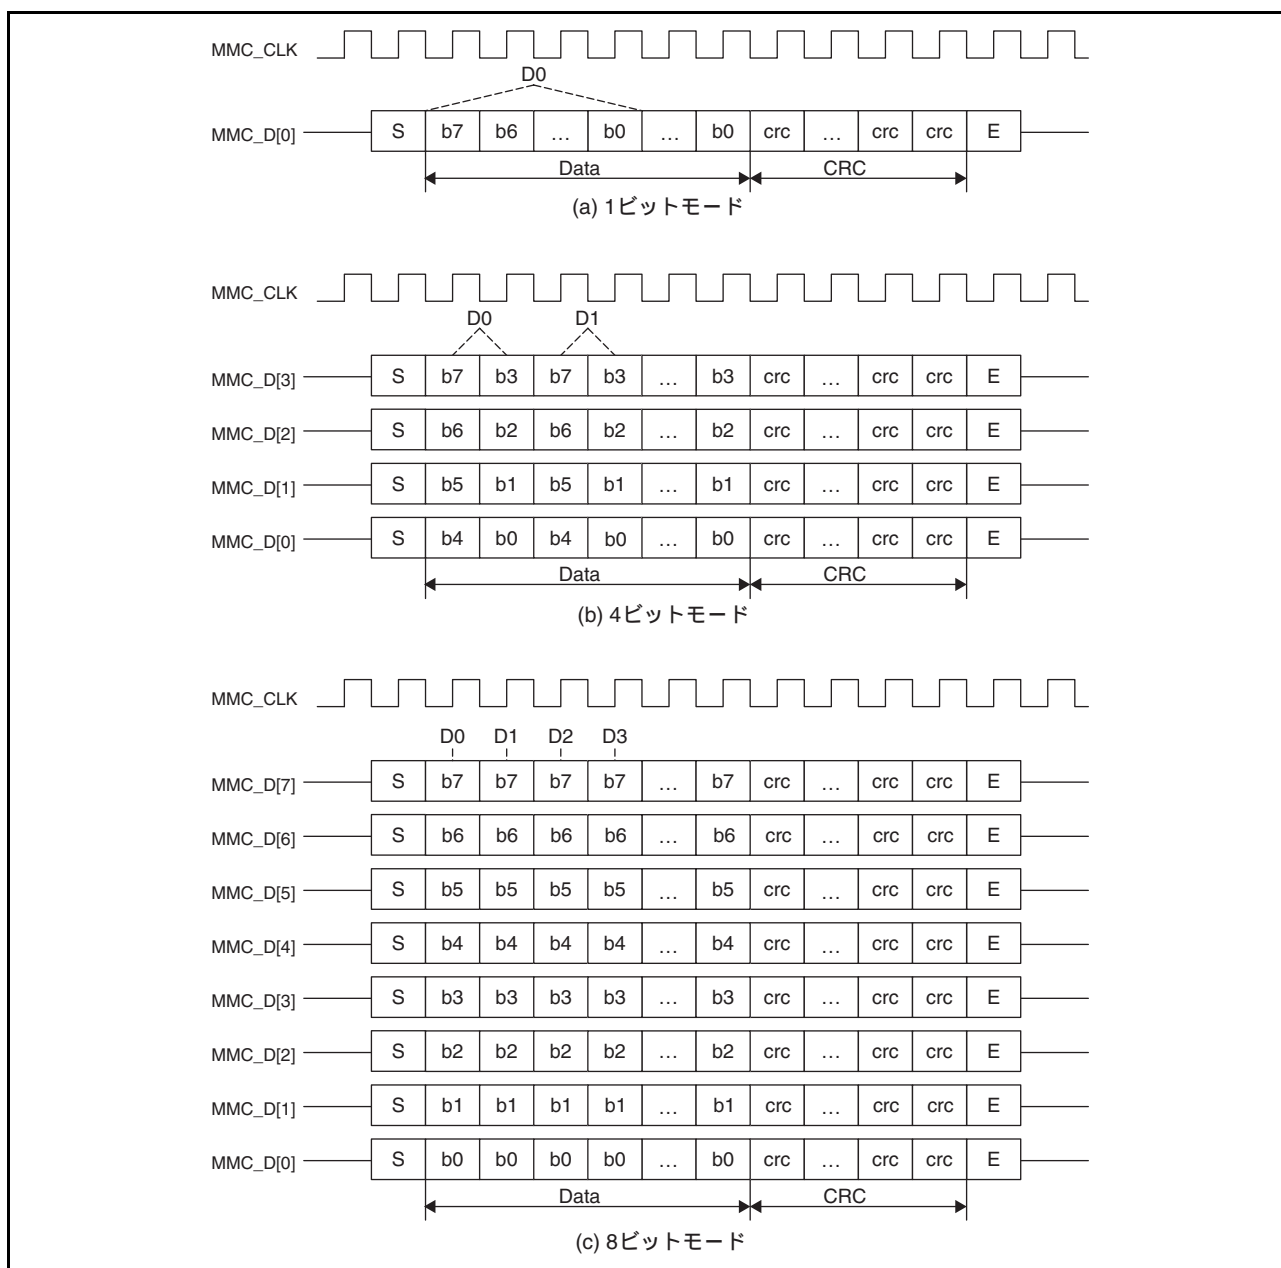 MMC_CLK
D0
MMC_D[0] S b7 b6 ... b0 ... b0 crc ... crc crc E
Data CRC
(a) 1ビットモード
MMC_CLK
D0 D1
MMC_D[3] S b7 b3 b7 b3 ... b3 crc ... crc crc E
MMC_D[2] S b6 b2 b6 b2 ... b2 crc ... crc crc E
MMC_D[1] S b5 b1 b5 b1 ... b1 crc ... crc crc E
MMC_D[0] S b4 b0 b4 b0 ... b0 crc ... crc crc E
Data CRC
(b) 4ビットモード
MMC_CLK
D0 D1 D2 D3
MMC_D[7] S b7 b7 b7 b7 ... b7 crc ... crc crc E
MMC_D[6] S b6 b6 b6 b6 ... b6 crc ... crc crc E
MMC_D[5] S b5 b5 b5 b5 ... b5 crc ... crc crc E
MMC_D[4] S b4 b4 b4 b4 ... b4 crc ... crc crc E
MMC_D[3] S b3 b3 b3 b3 ... b3 crc ... crc crc E
MMC_D[2] S b2 b2 b2 b2 ... b2 crc ... crc crc E
MMC_D[1] S b1 b1 b1 b1 ... b1 crc ... crc crc E
MMC_D[0] S b0 b0 b0 b0 ... b0 crc ... crc crc E
Data CRC
(c) 8ビットモード